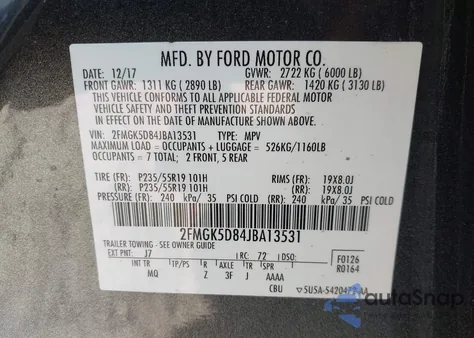 MFD. BY FORD MOTOR CO.
DATE: 12/17 GVWR: 2722 KG ( 6000 LB)
FRONT GAWR: 1311 KG ( 2890 LB) REAR GAWR: 1420 KG ( 3130 LB)
THIS VEHICLE CONFORMS TO ALL APPLICABLE FEDERAL MOTOR
VEHICLE SAFETY AND THEFT PREVENTION STANDARDS
IN EFFECT ON THE DATE OF MANUFACTURE SHOWN ABOVE.
VIN: 2FMGK5D84JBA13531 TYPE: MPV
MAXIMUM LOAD = OCCUPANTS + LUGGAGE = 526KG/1160LB
OCCUPANTS = 7 TOTAL; 2 FRONT, 5 REAR
TIRE (FR): P235/55R19 101H RIMS (FR): 19X8.0J
(RR): P235/55R19 101H (RR): 19X8.0J
PRESSURE (FR): 240 kPa/ 35 PSI COLD (RR): 240 kPa/ 35 PSI COLD
2FMGK5D84JBA13531
TRAILER TOWING - SEE OWNER GUIDE
EXT PNT: J7 RC: 72 DSO: F0126
R0164
INT TR TP/PS R AXLE TR SPR
MQ Z 3F J AAAA
CBU
autoSnap